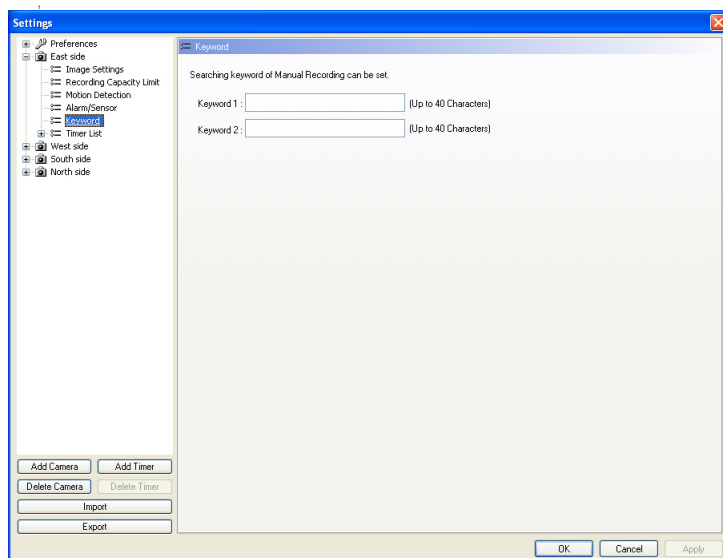 Settings
Preferences
East side
Image Settings
Recording Capacity Limit
Motion Detection
Alarm/Sensor
Keyword
Timer List
West side
South side
North side
Add Camera
Add Timer
Delete Camera
Delete Timer
Import
Export
Keyword
Searching keyword of Manual Recording can be set.
Keyword 1 : (Up to 40 Characters)
Keyword 2 : (Up to 40 Characters)
OK
Cancel
Apply